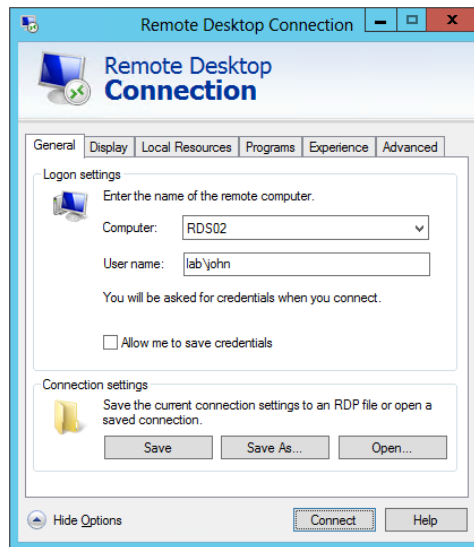 Remote Desktop Connection
Remote Desktop
Connection
General Display Local Resources Programs Experience Advanced
Logon settings
Enter the name of the remote computer.
Computer: RDS02
User name: lab\john
You will be asked for credentials when you connect.
Allow me to save credentials
Connection settings
Save the current connection settings to an RDP file or open a
saved connection.
Save Save As... Open...
Hide Options Connect Help